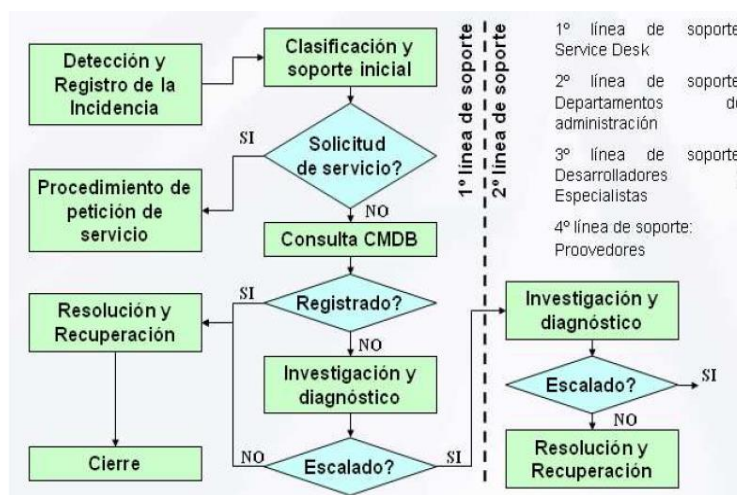 Detección y
Registro de la
Incidencia
Clasificación y
soporte inicial
SI
Solicitud
de servicio?
Procedimiento de
petición de
servicio
NO
Consulta CMDB
SI
Registrado?
Resolución y
Recuperación
NO
Investigación y
diagnóstico
Cierre
NO
Escalado?
SI
1º línea de soporte
2º línea de soporte
1º línea de soporte
Service Desk
2º línea de soporte
Departamentos
administración
3º línea de soporte
Desarrolladores
Especialistas
4º línea de soporte:
Proovedores
Investigación y
diagnóstico
Escalado?
SI
NO
Resolución y
Recuperación